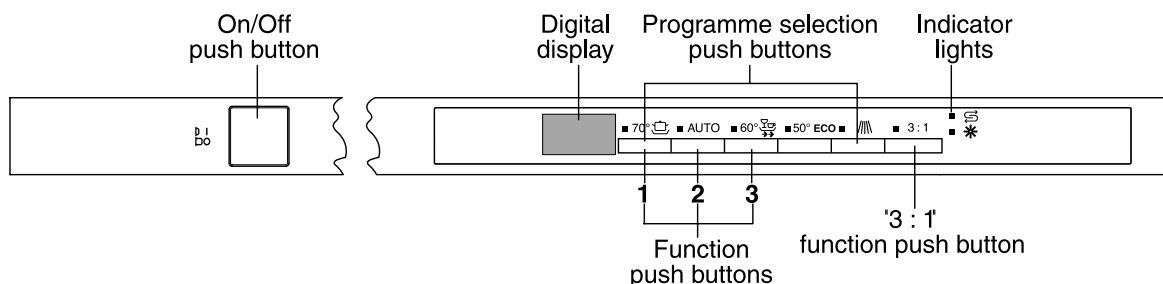 On/Off
push button
Digital
display
Programme selection
push buttons
Indicator
lights
70° AUTO 60° 50° ECO 3 : 1
1 2 3
Function
push buttons
'3 : 1'
function push button